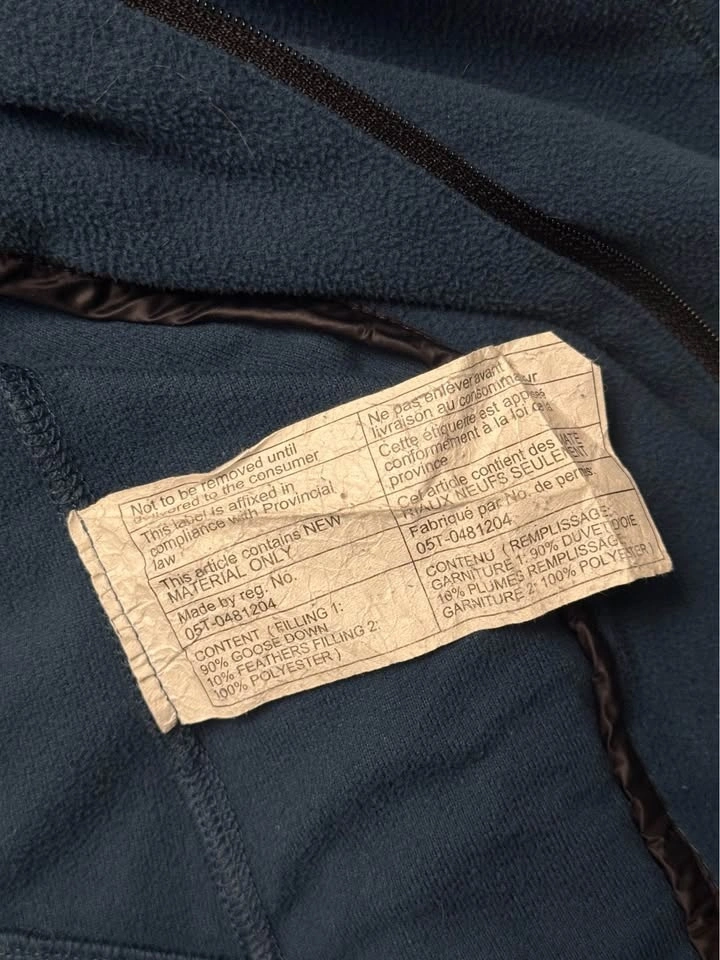 Not to be removed until
delivered to the consumer
This label is affixed in
compliance with Provincial
law
This article contains NEW
MATERIAL ONLY
Made by reg. No.
05T-0481204
CONTENT ( FILLING 1:
90% GOOSE DOWN
10% FEATHERS FILLING 2:
100% POLYESTER )
Ne pas enlever avant
livraison au consommateur
Cette étiquette est apposée
conformément à la loi de la
province
Cet article contient des MATE
RIAUX NEUFS SEULEMENT
Fabriqué par No. de permis
05T-0481204
CONTENU ( REMPLISSAGE:
GARNITURE 1: 90% DUVET D'OIE
10% PLUMES REMPLISSAGE
GARNITURE 2: 100% POLYESTER )